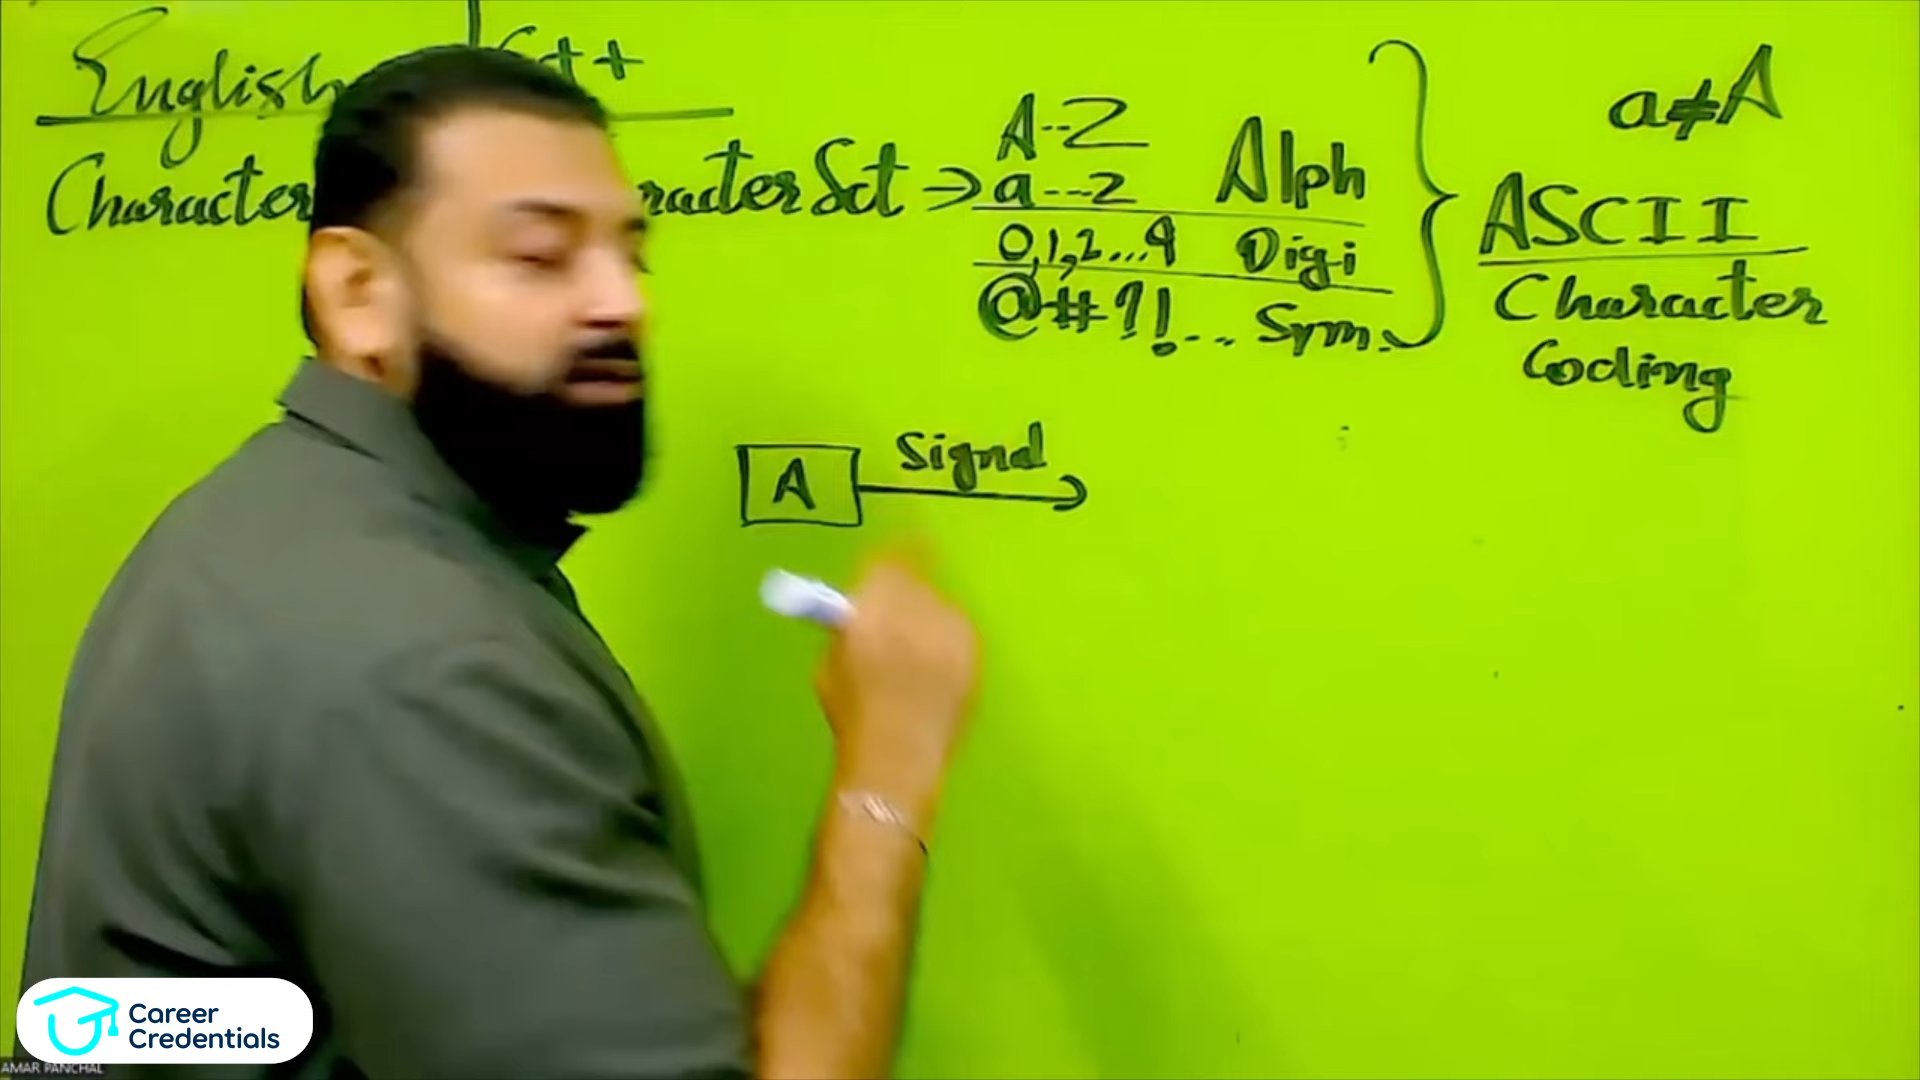 English
++
Character racter Set → A--Z
a---z Alph
0,1,2...9 Digi
@#?!... Sym.
a≠A
ASCII
Character
Coding
A Signal
Career
Credentials
AMAR PANCHAL